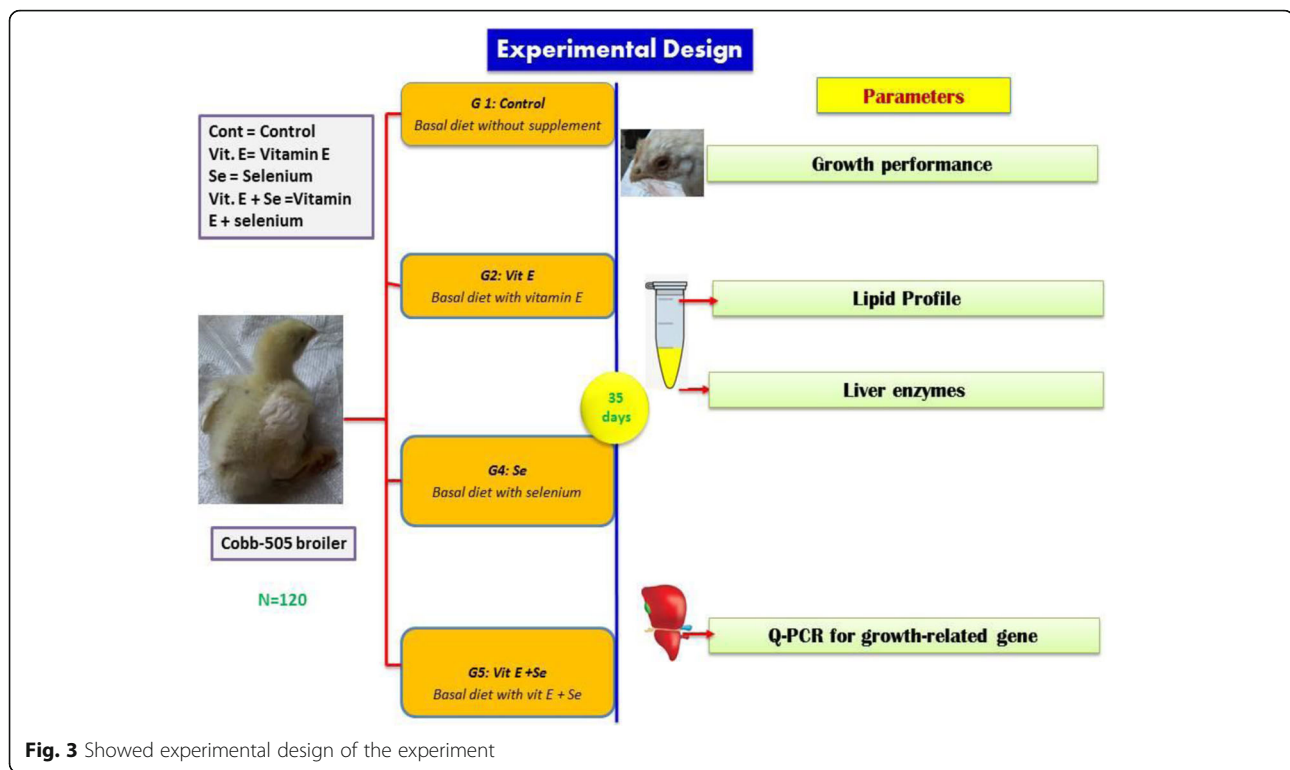 Experimental Design
Cont = Control
Vit. E= Vitamin E
Se = Selenium
Vit. E + Se =Vitamin
E + selenium
Cobb-505 broiler
N=120
G 1: Control
Basal diet without supplement
G2: Vit E
Basal diet with vitamin E
G4: Se
Basal diet with selenium
G5: Vit E +Se
Basal diet with vit E + Se
35
days
Parameters
Growth performance
Lipid Profile
Liver enzymes
Q-PCR for growth-related gene
Fig. 3 Showed experimental design of the experiment